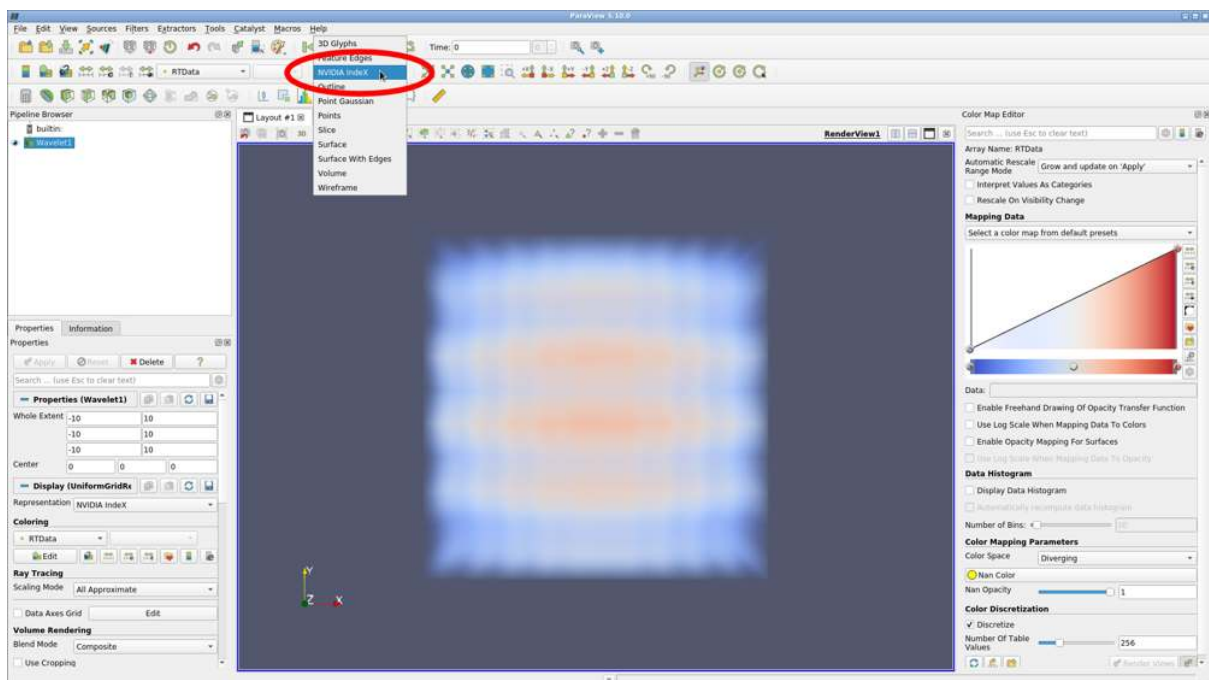 ParaView 5.10.0
File Edit View Sources Filters Extractors Tools Catalyst Macros Help
Time: 0
RTData
3D Glyphs
Feature Edges
NVIDIA IndeX
Outline
Point Gaussian
Points
Slice
Surface
Surface With Edges
Volume
Wireframe
Pipeline Browser
builtin:
Wavelet1
Layout #1
3D
RenderView1
Properties Information
Properties
Apply Reset Delete ?
Search ... (use Esc to clear text)
Properties (Wavelet1)
Whole Extent -10 10
-10 10
-10 10
Center 0 0 0
Display (UniformGridRe
Representation NVIDIA IndeX
Coloring
RTData
Edit
Ray Tracing
Scaling Mode All Approximate
Data Axes Grid Edit
Volume Rendering
Blend Mode Composite
Use Cropping
Y
Z X
Color Map Editor
Search ... (use Esc to clear text)
Array Name: RTData
Automatic Rescale Range Mode Grow and update on 'Apply'
Interpret Values As Categories
Rescale On Visibility Change
Mapping Data
Select a color map from default presets
Data:
Enable Freehand Drawing Of Opacity Transfer Function
Use Log Scale When Mapping Data To Colors
Enable Opacity Mapping For Surfaces
Use Log Scale When Mapping Data To Opacity
Data Histogram
Display Data Histogram
Automatically recompute data histogram
Number of Bins: 10
Color Mapping Parameters
Color Space Diverging
Nan Color
Nan Opacity 1
Color Discretization
Discretize
Number Of Table Values 256
Render Views